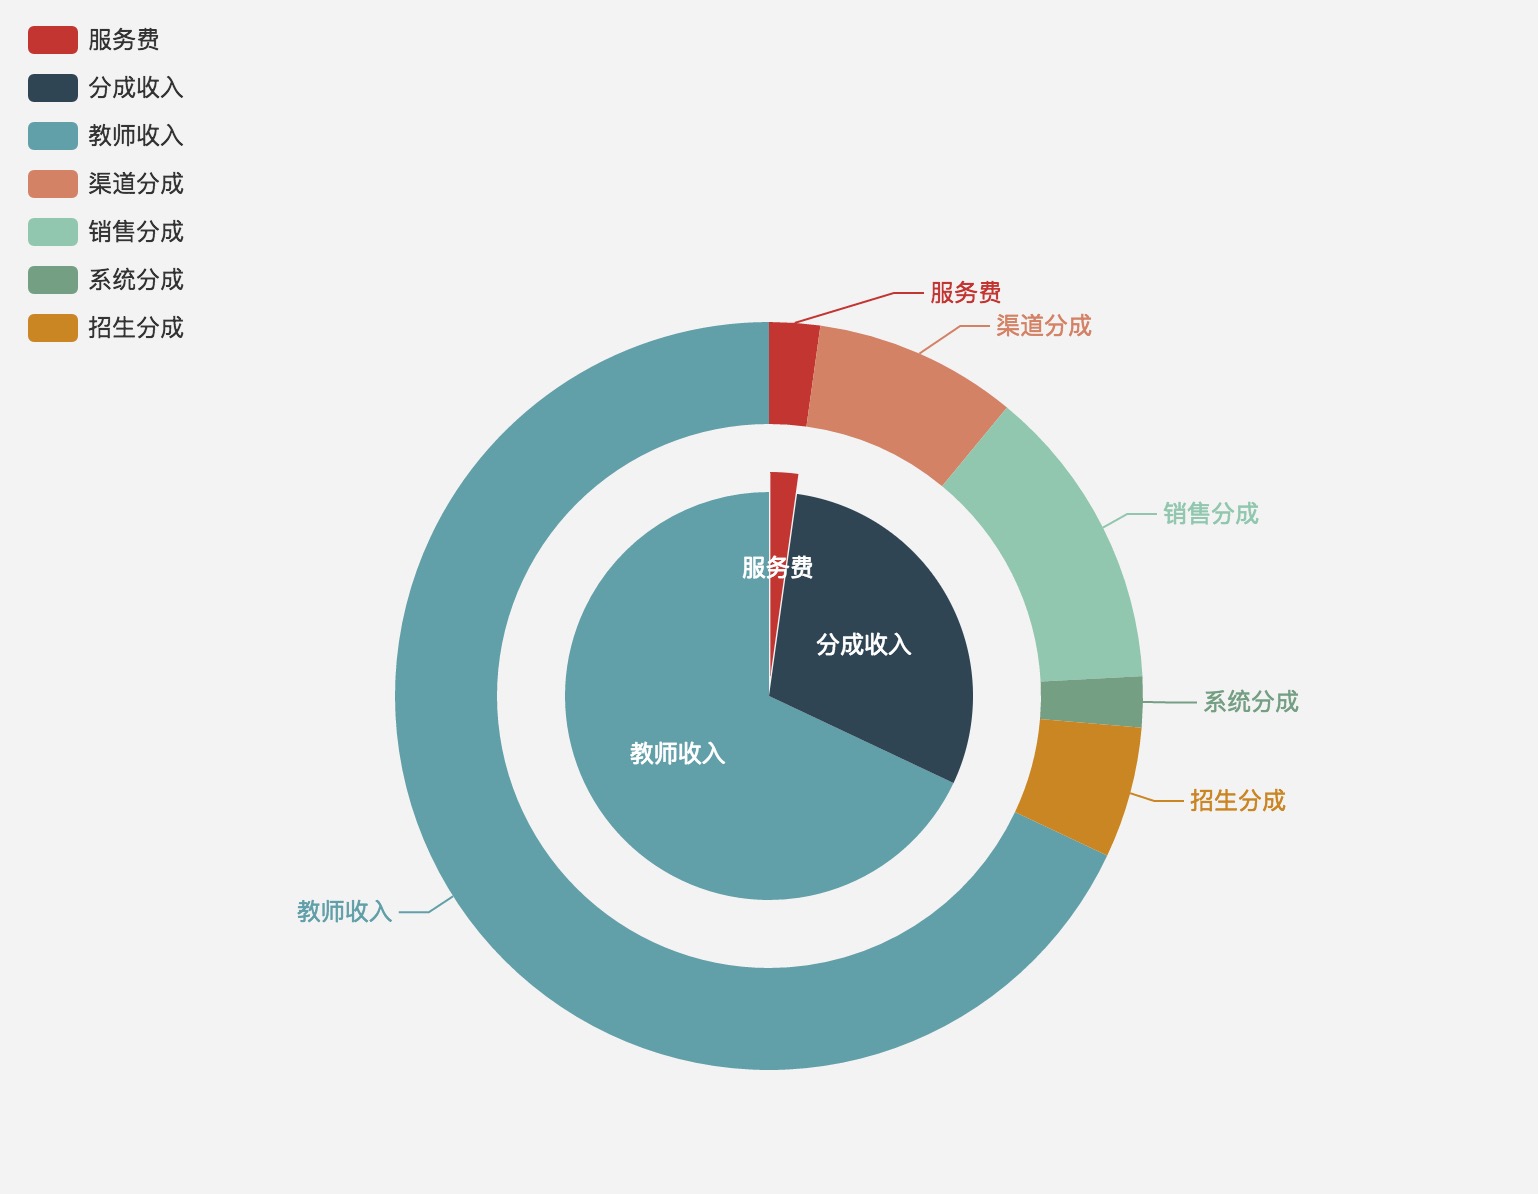 服务费
分成收入
教师收入
渠道分成
销售分成
系统分成
招生分成
服务费
渠道分成
销售分成
服务费
分成收入
系统分成
教师收入
招生分成
教师收入